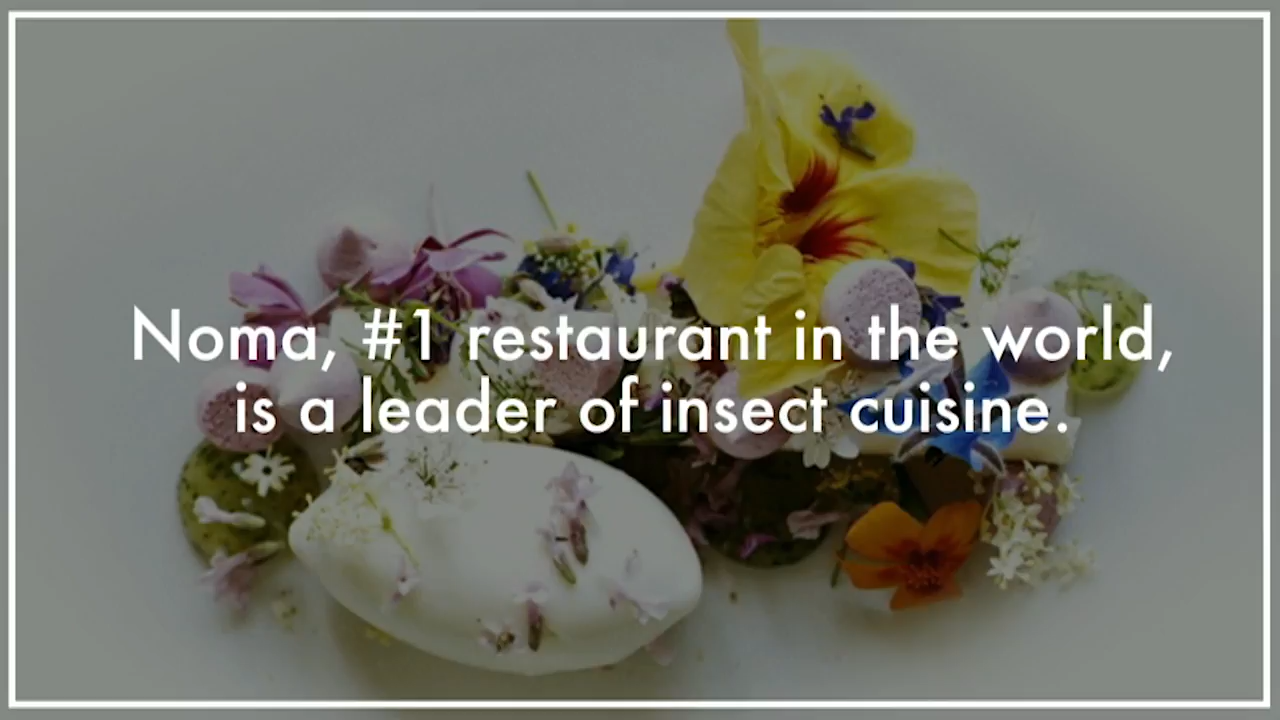 Noma, #1 restaurant in the world,
is a leader of insect cuisine.